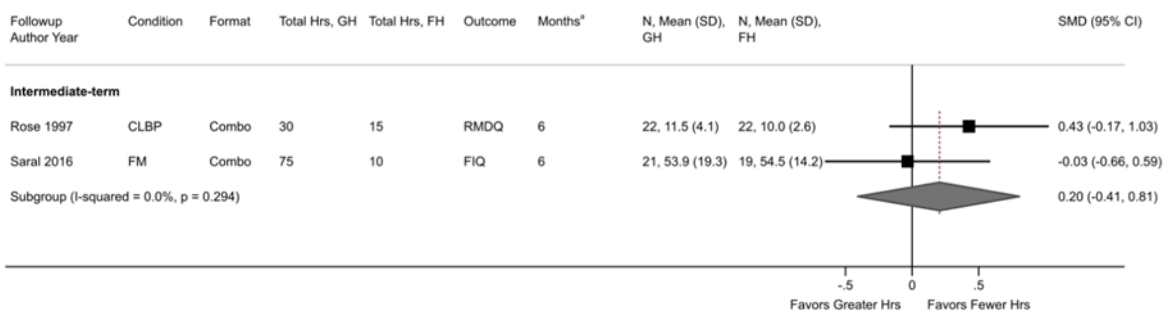 Followup Author Year Condition Format Total Hrs, GH Total Hrs, FH Outcome Months^a N, Mean (SD), GH N, Mean (SD), FH SMD (95% CI)
Intermediate-term
Rose 1997 CLBP Combo 30 15 RMDQ 6 22, 11.5 (4.1) 22, 10.0 (2.6) 0.43 (-0.17, 1.03)
Saral 2016 FM Combo 75 10 FIQ 6 21, 53.9 (19.3) 19, 54.5 (14.2) -0.03 (-0.66, 0.59)
Subgroup (I-squared = 0.0%, p = 0.294) 0.20 (-0.41, 0.81)
-.5 0 .5
Favors Greater Hrs Favors Fewer Hrs